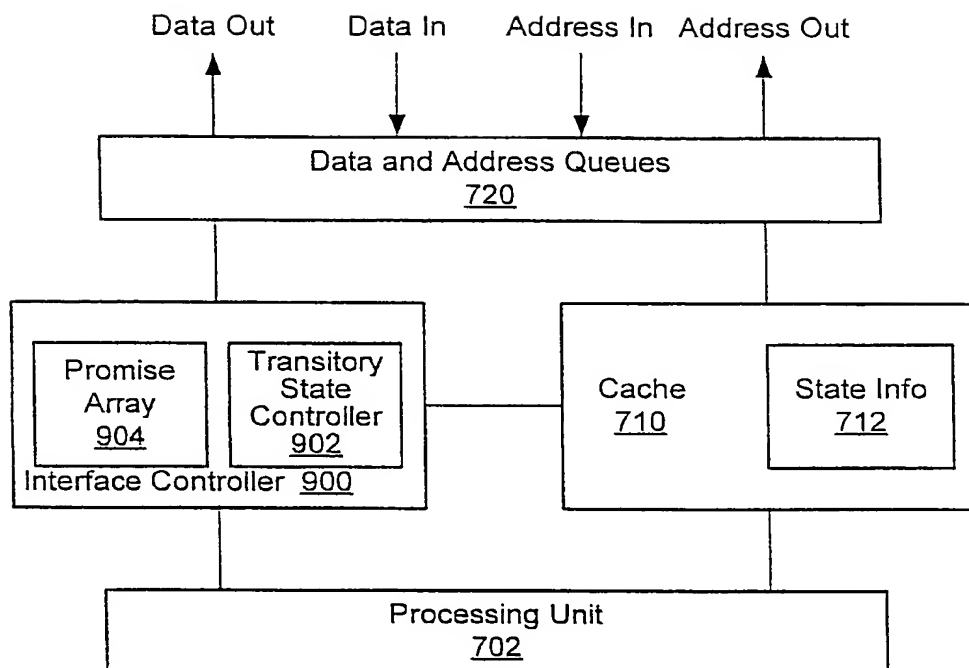 Data Out
Data In
Address In
Address Out
Data and Address Queues
720
Promise
Array
904
Transitory
State
Controller
902
Interface Controller 900
Cache
710
State Info
712
Processing Unit
702